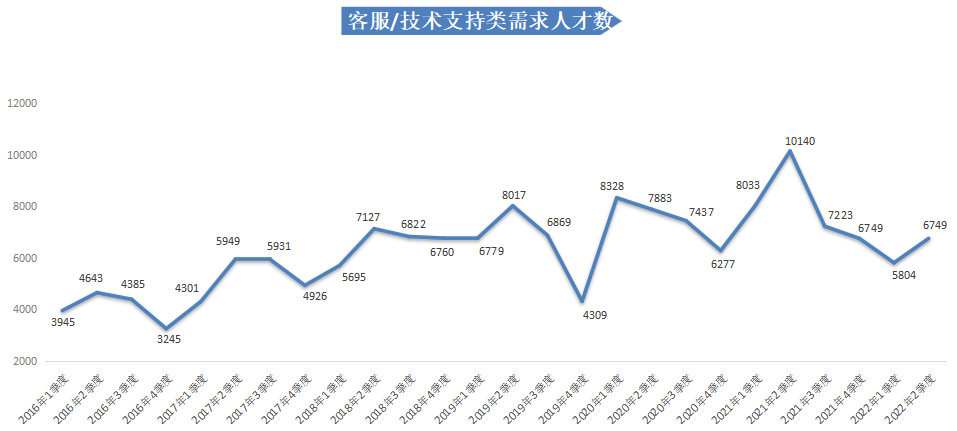 客服/技术支持类需求人才数
12000
10000
8000
6000
4000
2000
3945
4643
4385
3245
4301
5949
5931
4926
5695
7127
6822
6760
6779
8017
6869
4309
8328
7883
7437
6277
8033
10140
7223
6749
5804
6749
2016年1季度
2016年2季度
2016年3季度
2016年4季度
2017年1季度
2017年2季度
2017年3季度
2017年4季度
2018年1季度
2018年2季度
2018年3季度
2018年4季度
2019年1季度
2019年2季度
2019年3季度
2019年4季度
2020年1季度
2020年2季度
2020年3季度
2020年4季度
2021年1季度
2021年2季度
2021年3季度
2021年4季度
2022年1季度
2022年2季度